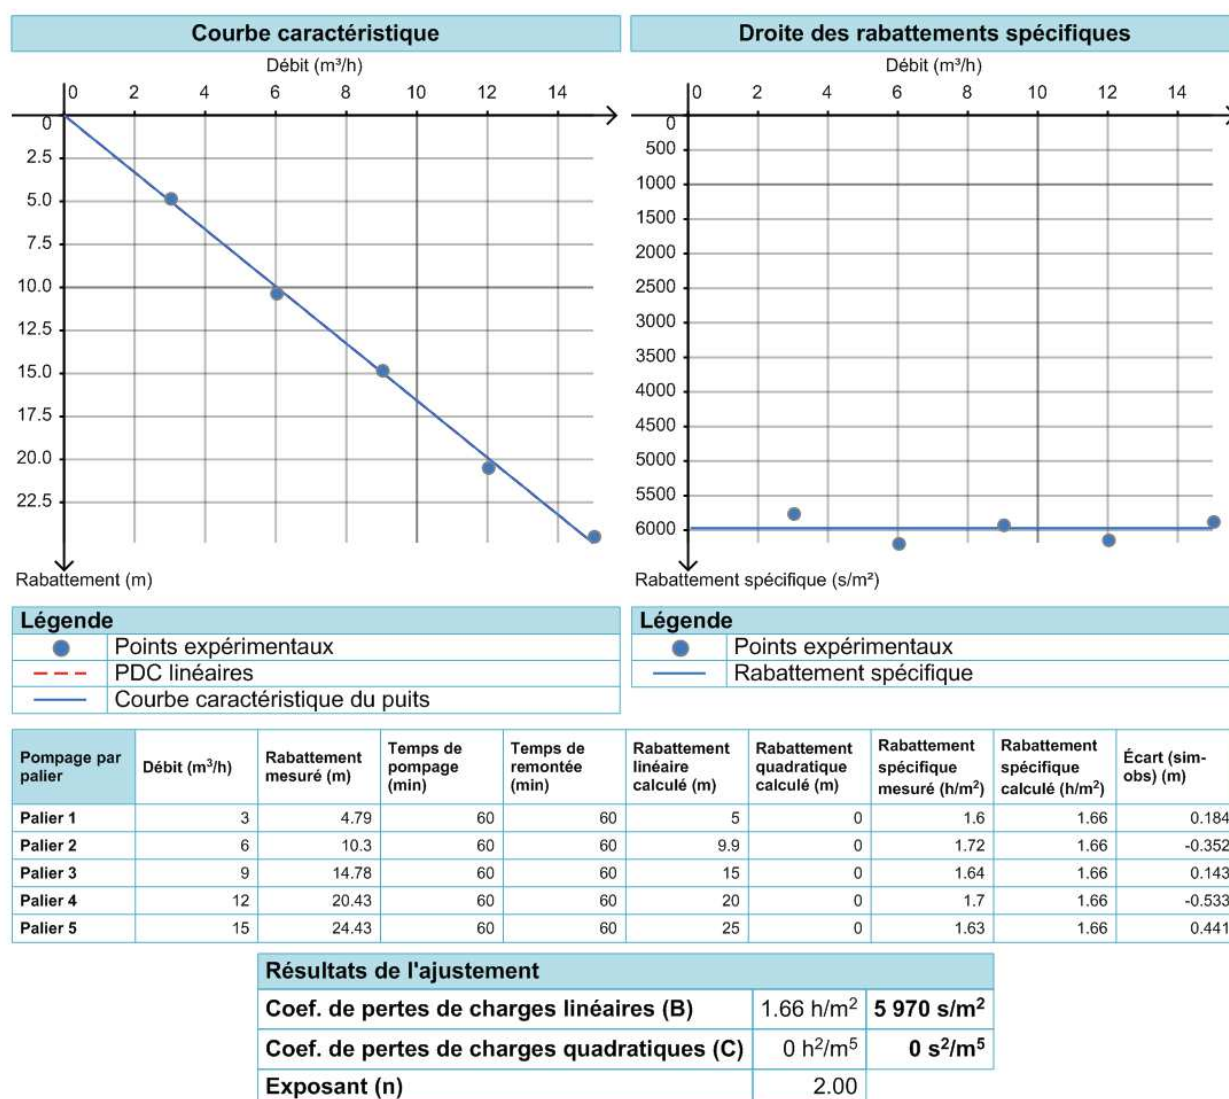 Courbe caractéristique
Débit (m³/h)
0 2 4 6 8 10 12 14
0
2.5
5.0
7.5
10.0
12.5
15.0
17.5
20.0
22.5
Rabattement (m)
Droite des rabattements spécifiques
Débit (m³/h)
0 2 4 6 8 10 12 14
0
500
1000
1500
2000
2500
3000
3500
4000
4500
5000
5500
6000
Rabattement spécifique (s/m²)
Légende
Points expérimentaux
PDC linéaires
Courbe caractéristique du puits
Légende
Points expérimentaux
Rabattement spécifique
Pompage par palier Débit (m³/h) Rabattement mesuré (m) Temps de pompage (min) Temps de remontée (min) Rabattement linéaire calculé (m) Rabattement quadratique calculé (m) Rabattement spécifique mesuré (h/m²) Rabattement spécifique calculé (h/m²) Écart (sim-obs) (m)
Palier 1 3 4.79 60 60 5 0 1.6 1.66 0.184
Palier 2 6 10.3 60 60 9.9 0 1.72 1.66 -0.352
Palier 3 9 14.78 60 60 15 0 1.64 1.66 0.143
Palier 4 12 20.43 60 60 20 0 1.7 1.66 -0.533
Palier 5 15 24.43 60 60 25 0 1.63 1.66 0.441
Résultats de l'ajustement
Coef. de pertes de charges linéaires (B) 1.66 h/m² 5 970 s/m²
Coef. de pertes de charges quadratiques (C) 0 h²/m⁵ 0 s²/m⁵
Exposant (n) 2.00